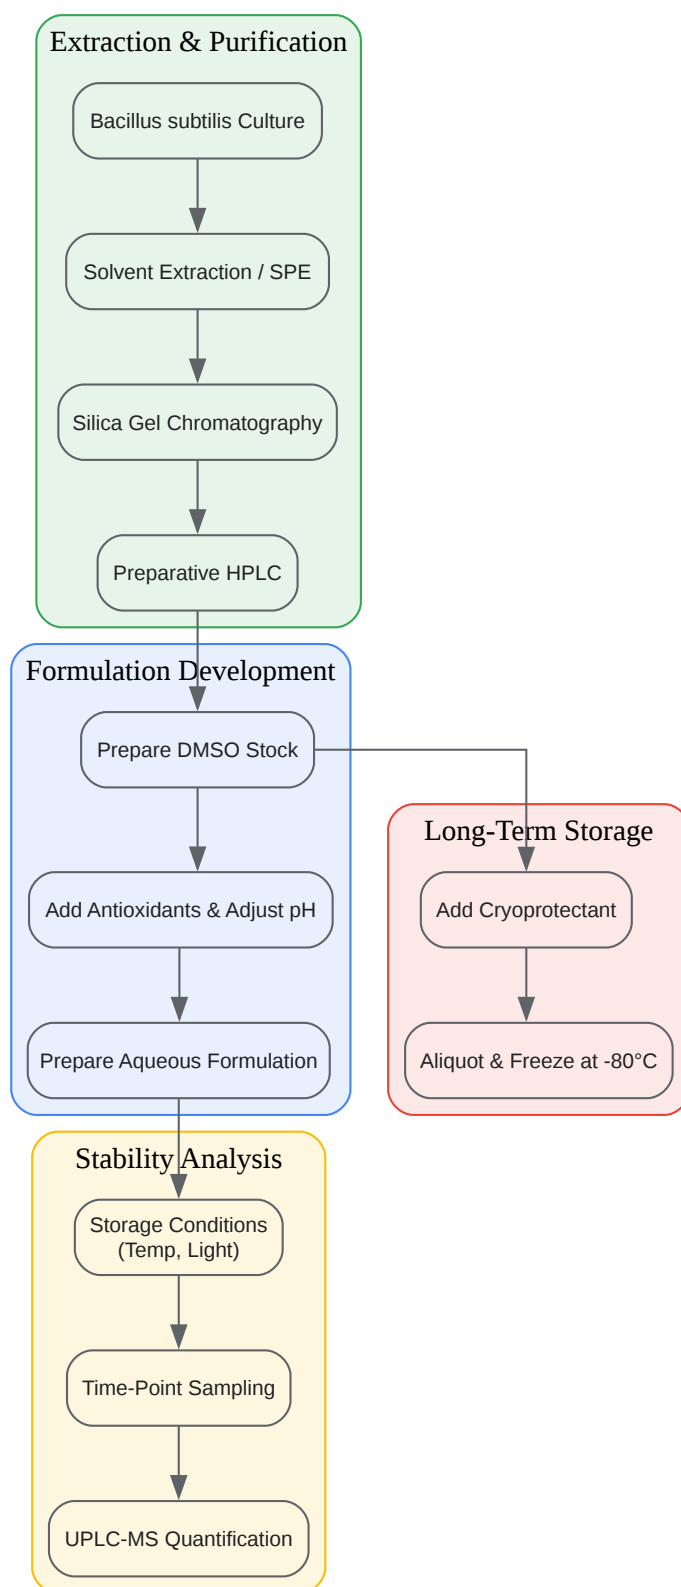 Extraction & Purification
Bacillus subtilis Culture
Solvent Extraction / SPE
Silica Gel Chromatography
Preparative HPLC
Formulation Development
Prepare DMSO Stock
Add Antioxidants & Adjust pH
Prepare Aqueous Formulation
Long-Term Storage
Add Cryoprotectant
Aliquot & Freeze at -80°C
Stability Analysis
Storage Conditions
(Temp, Light)
Time-Point Sampling
UPLC-MS Quantification